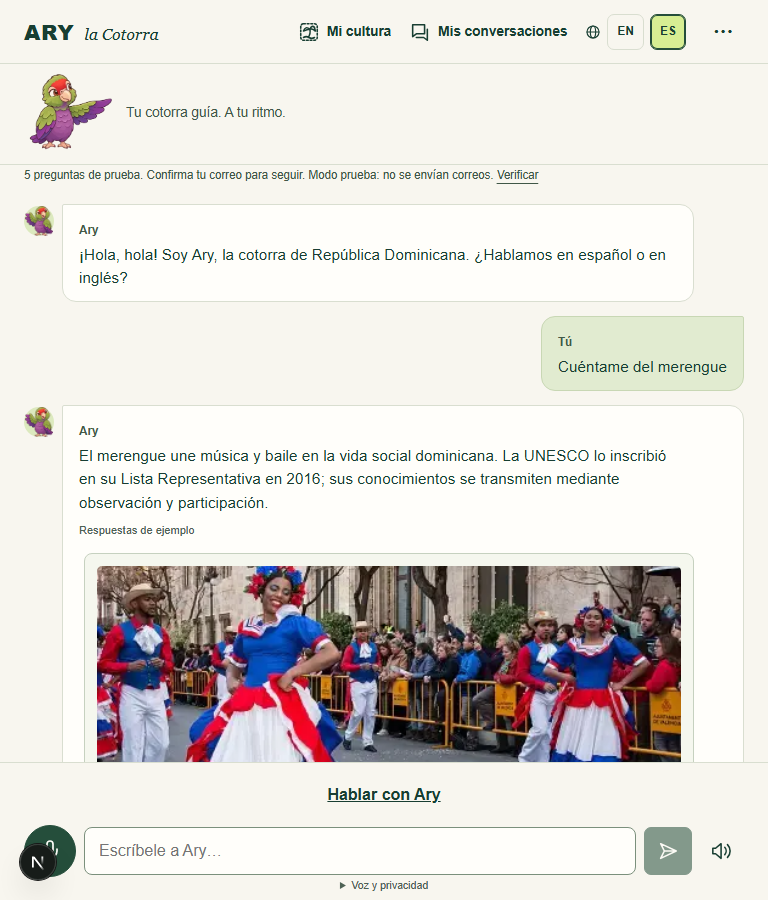 ARY la Cotorra
Mi cultura
Mis conversaciones
EN
ES
Tu cotorra guía. A tu ritmo.
5 preguntas de prueba. Confirma tu correo para seguir. Modo prueba: no se envían correos. Verificar
Ary
¡Hola, hola! Soy Ary, la cotorra de República Dominicana. ¿Hablamos en español o en
inglés?
Tú
Cuéntame del merengue
Ary
El merengue une música y baile en la vida social dominicana. La UNESCO lo inscribió
en su Lista Representativa en 2016; sus conocimientos se transmiten mediante
observación y participación.
Respuestas de ejemplo
Hablar con Ary
N
Escríbele a Ary…
Voz y privacidad